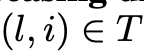 (l, i) ∈ T